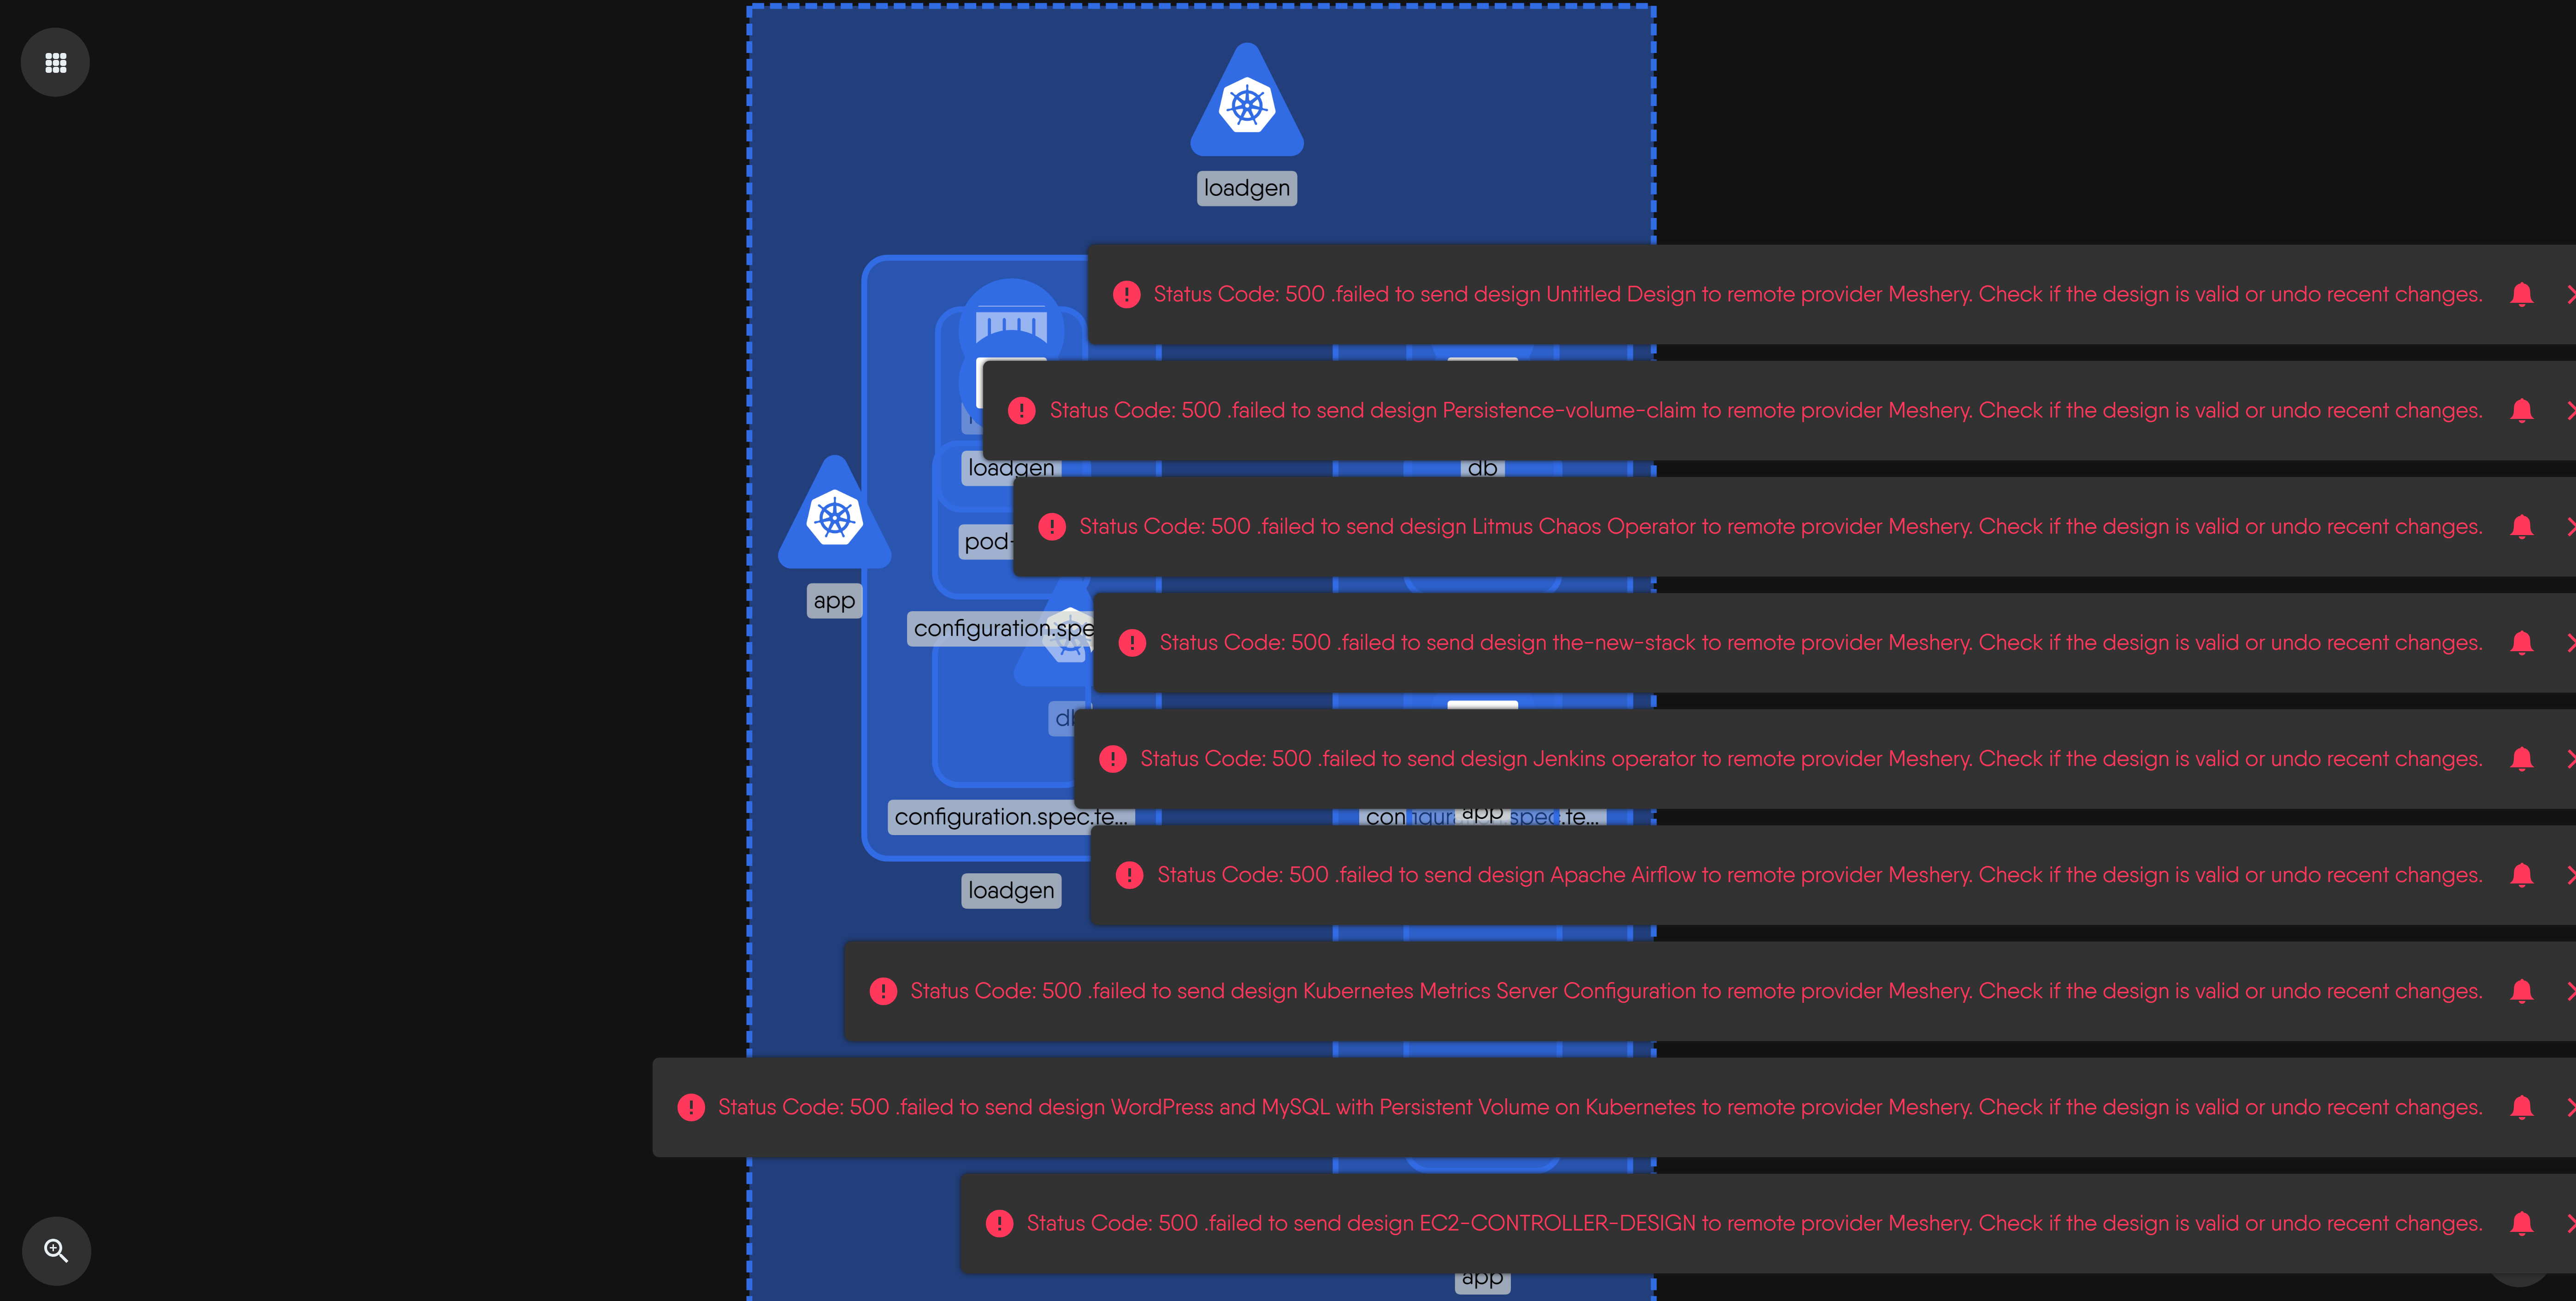 loadgen
Status Code: 500 .failed to send design Untitled Design to remote provider Meshery. Check if the design is valid or undo recent changes.
Status Code: 500 .failed to send design Persistence-volume-claim to remote provider Meshery. Check if the design is valid or undo recent changes.
loadgen
db
Status Code: 500 .failed to send design Litmus Chaos Operator to remote provider Meshery. Check if the design is valid or undo recent changes.
pod-
app
configuration.spe
Status Code: 500 .failed to send design the-new-stack to remote provider Meshery. Check if the design is valid or undo recent changes.
db
Status Code: 500 .failed to send design Jenkins operator to remote provider Meshery. Check if the design is valid or undo recent changes.
configuration.spec.te...
app
Status Code: 500 .failed to send design Apache Airflow to remote provider Meshery. Check if the design is valid or undo recent changes.
loadgen
Status Code: 500 .failed to send design Kubernetes Metrics Server Configuration to remote provider Meshery. Check if the design is valid or undo recent changes.
Status Code: 500 .failed to send design WordPress and MySQL with Persistent Volume on Kubernetes to remote provider Meshery. Check if the design is valid or undo recent changes.
Status Code: 500 .failed to send design EC2-CONTROLLER-DESIGN to remote provider Meshery. Check if the design is valid or undo recent changes.
app